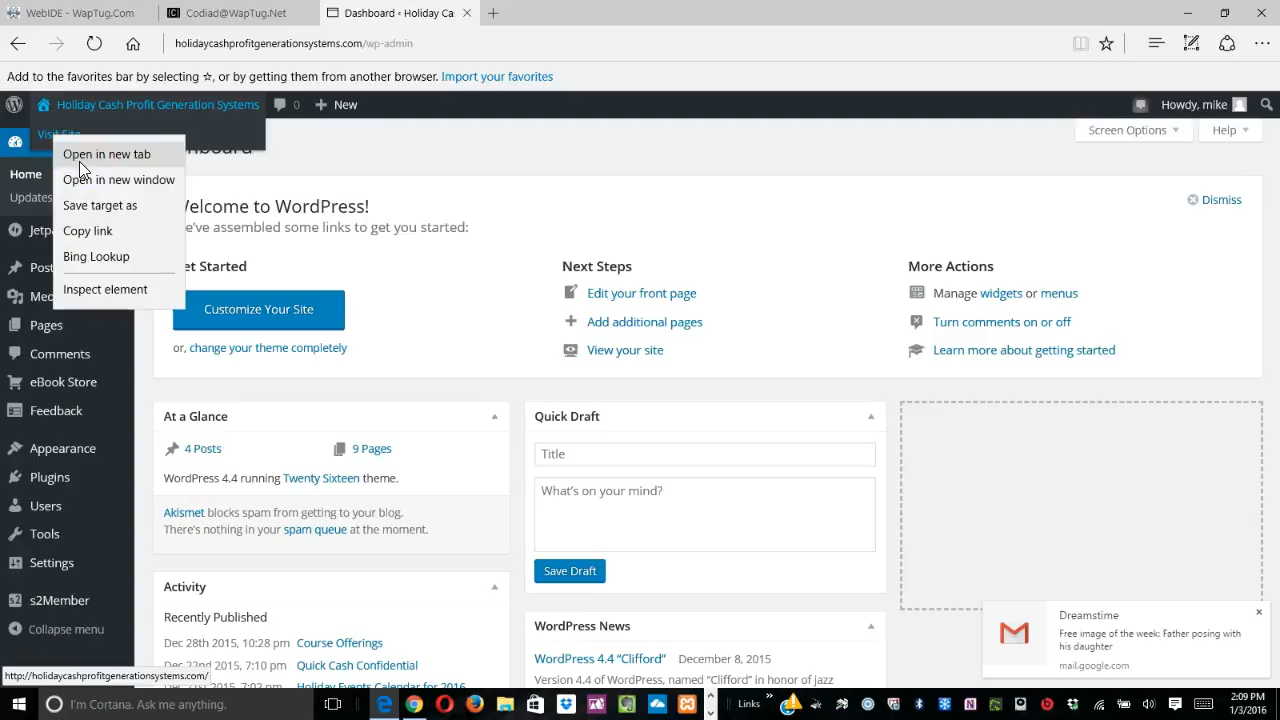 WebIDE - WapTug.Com
Codiad @ WapTug.Net
Dashboard ‹ Holiday Ca
holidaycashprofitgenerationsystems.com/wp-admin
Add to the favorites bar by selecting ☆, or by getting them from another browser. Import your favorites
Holiday Cash Profit Generation Systems
0
+ New
Howdy, mike
Visit Site
Screen Options
Help
Open in new tab
Open in new window
Save target as
Copy link
Bing Lookup
Inspect element
Home
Updates
Jetpa
Post
Med
Pages
Comments
eBook Store
Feedback
Appearance
Plugins
Users
Tools
Settings
s2Member
Collapse menu
Welcome to WordPress!
We've assembled some links to get you started:
Dismiss
Get Started
Customize Your Site
or, change your theme completely
Next Steps
Edit your front page
Add additional pages
View your site
More Actions
Manage widgets or menus
Turn comments on or off
Learn more about getting started
At a Glance
4 Posts
9 Pages
WordPress 4.4 running Twenty Sixteen theme.
Akismet blocks spam from getting to your blog.
There's nothing in your spam queue at the moment.
Activity
Recently Published
Dec 28th 2015, 10:28 pm Course Offerings
Dec 22nd 2015, 7:10 pm Quick Cash Confidential
Dec 21st 2015, 7:02 pm Holiday Events Calendar for 2016
Quick Draft
Title
What's on your mind?
Save Draft
WordPress News
WordPress 4.4 “Clifford” December 8, 2015
Version 4.4 of WordPress, named “Clifford” in honor of jazz
Dreamstime
Free image of the week: Father posing with
his daughter
mail.google.com
http://holidaycashprofitgenerationsystems.com/
I'm Cortana. Ask me anything.
Links
2:09 PM
1/3/2016